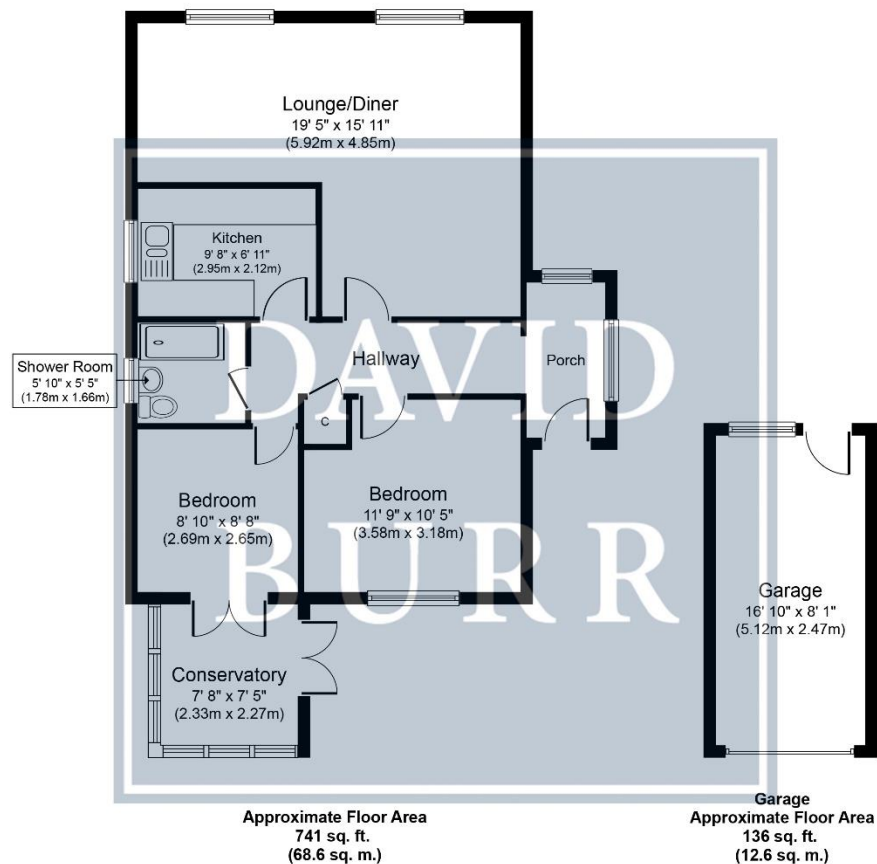 Lounge/Diner
19' 5" x 15' 11"
(5.92m x 4.85m)
Kitchen
9' 8" x 6' 11"
(2.95m x 2.12m)
Shower Room
5' 10" x 5' 5"
(1.78m x 1.66m)
Hallway
Porch
DAVID
C
Bedroom
8' 10" x 8' 8"
(2.69m x 2.65m)
Bedroom
11' 9" x 10' 5"
(3.58m x 3.18m)
BURR
Conservatory
7' 8" x 7' 5"
(2.33m x 2.27m)
Garage
16' 10" x 8' 1"
(5.12m x 2.47m)
Approximate Floor Area
741 sq. ft.
(68.6 sq. m.)
Garage
Approximate Floor Area
136 sq. ft.
(12.6 sq. m.)